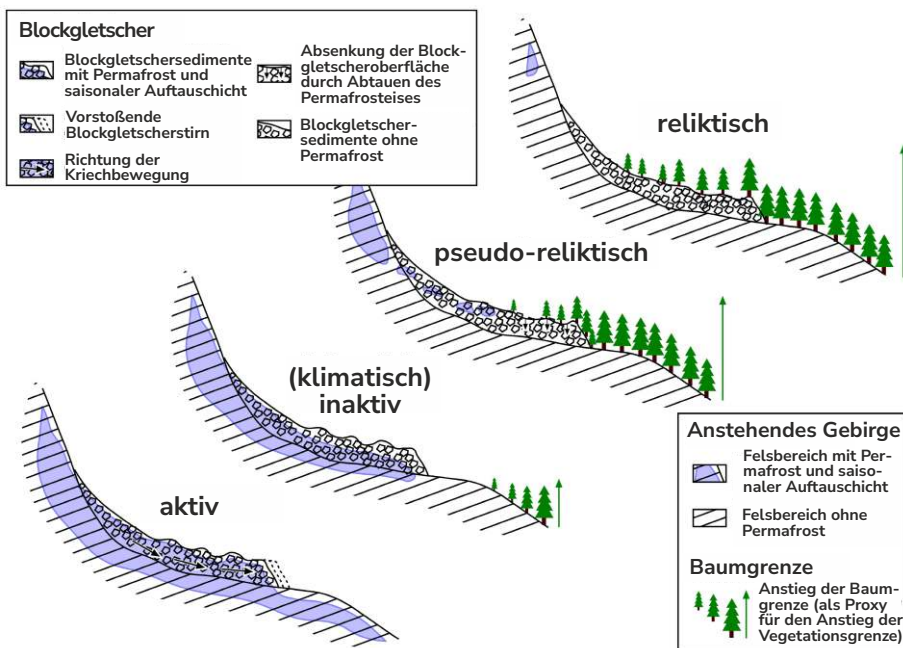 Blockgletscher
Blockgletschersedimente
mit Permafrost und
saisonaler Auftauschicht
Vorstoßende
Blockgletscherstirn
Richtung der
Kriechbewegung
Absenkung der Block-
gletscheroberfläche
durch Abtauen des
Permafrosteises
Blockgletscher-
sedimente ohne
Permafrost
reliktisch
pseudo-reliktisch
(klimatisch)
inaktiv
aktiv
Anstehendes Gebirge
Felsbereich mit Per-
mafrost und saiso-
naler Auftauschicht
Felsbereich ohne
Permafrost
Baumgrenze
Anstieg der Baum-
grenze (als Proxy
für den Anstieg der
Vegetationsgrenze)